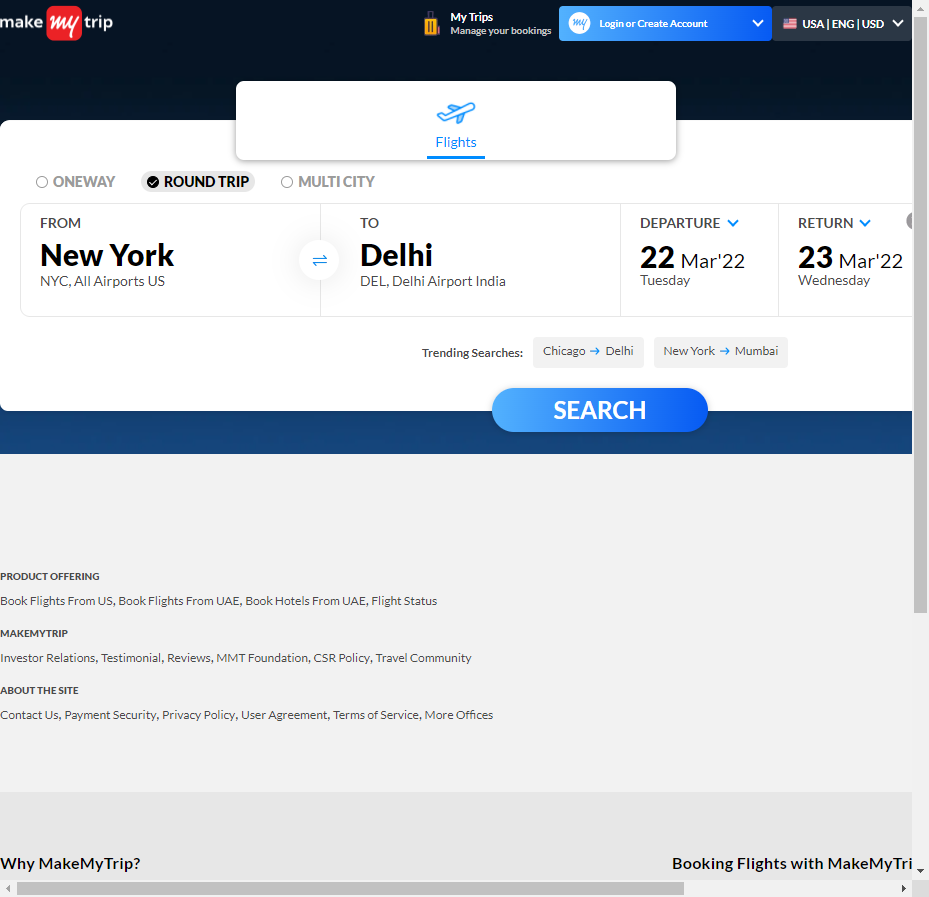 make my trip
My Trips
Manage your bookings
my
Login or Create Account
USA | ENG | USD
Flights
ONEWAY
ROUND TRIP
MULTI CITY
FROM
New York
NYC, All Airports US
TO
Delhi
DEL, Delhi Airport India
DEPARTURE
22 Mar'22
Tuesday
RETURN
23 Mar'22
Wednesday
Trending Searches:
Chicago → Delhi
New York → Mumbai
SEARCH
PRODUCT OFFERING
Book Flights From US, Book Flights From UAE, Book Hotels From UAE, Flight Status
MAKEMYTRIP
Investor Relations, Testimonial, Reviews, MMT Foundation, CSR Policy, Travel Community
ABOUT THE SITE
Contact Us, Payment Security, Privacy Policy, User Agreement, Terms of Service, More Offices
Why MakeMyTrip?
Booking Flights with MakeMyTri